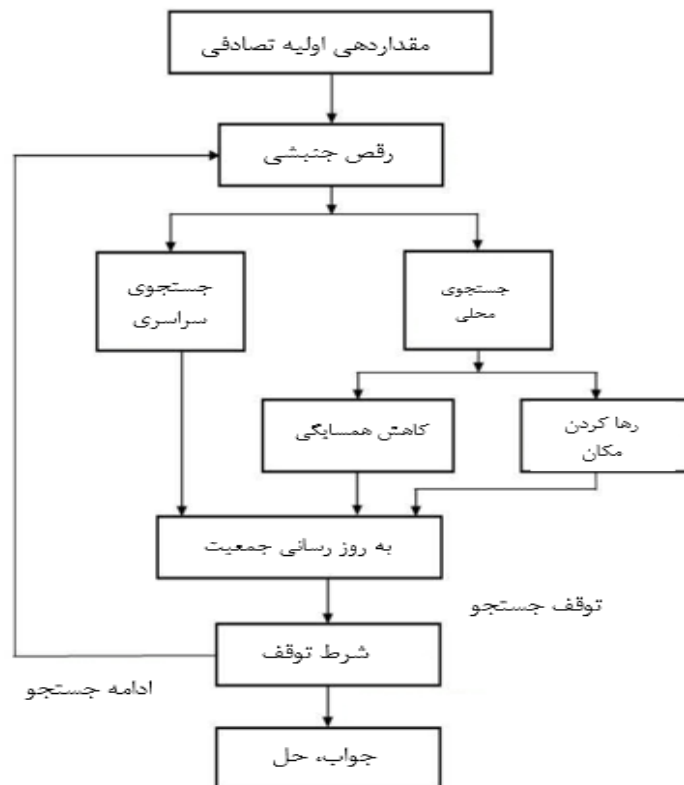 مقداردهی اولیه تصادفی
رقص جنبشی
جستجوی
سراسری
جستجوی
محلی
کاهش همسایگی
رها کردن
مکان
به روز رسانی جمعیت
توقف جستجو
شرط توقف
ادامه جستجو
جواب، حل